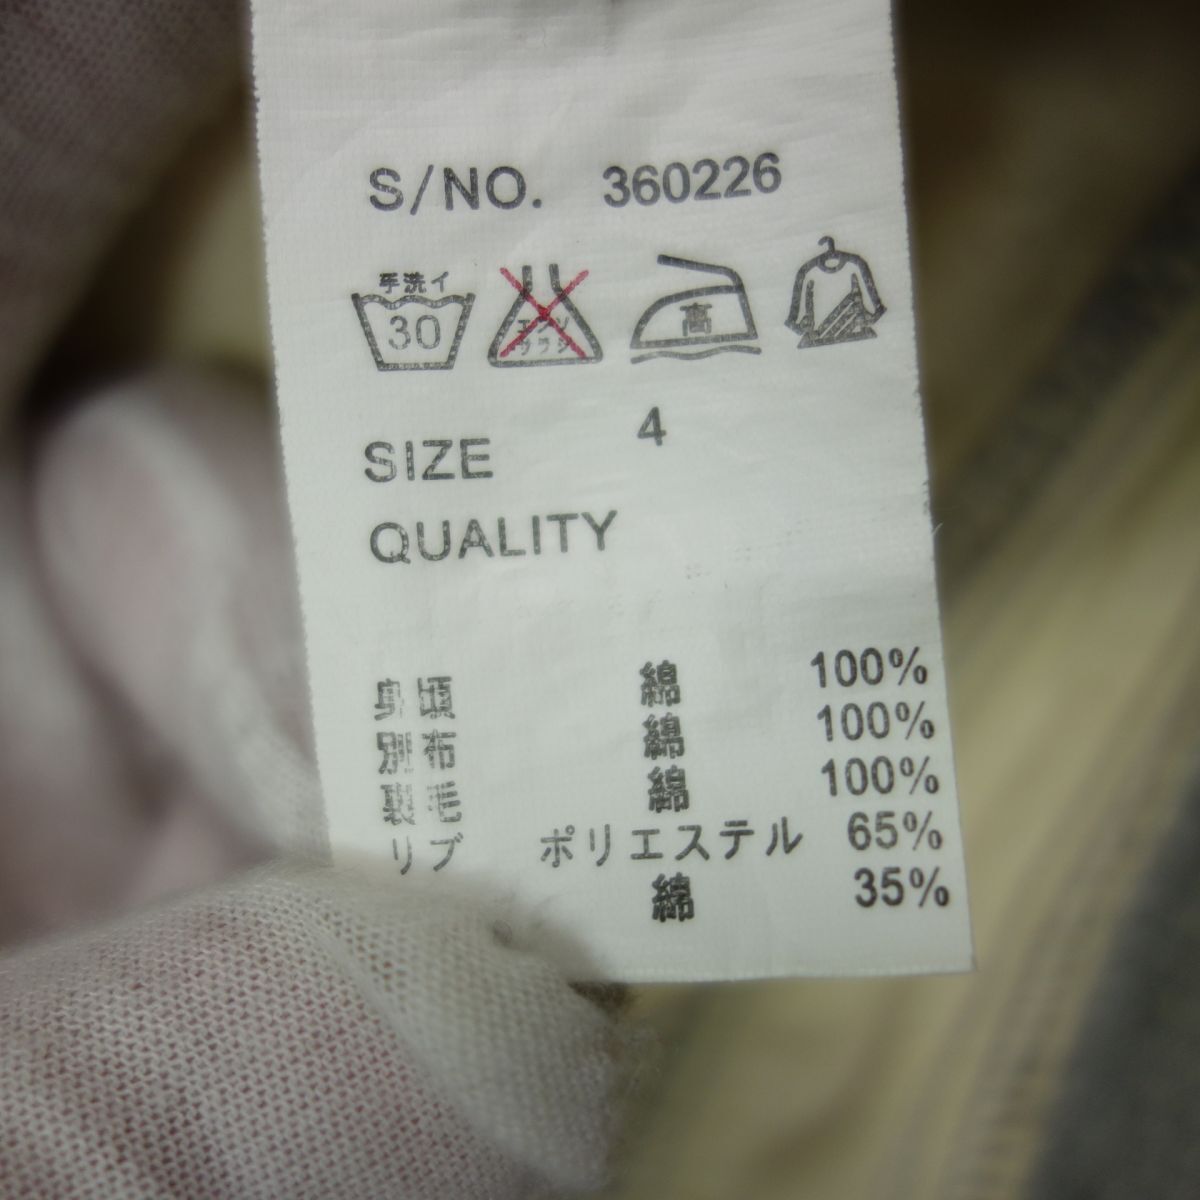 S/NO. 360226
手洗イ
30
エンソ
サラシ
高
SIZE 4
QUALITY
身頃 綿 100%
別布 綿 100%
裏毛 綿 100%
リブ ポリエステル 65%
綿 35%